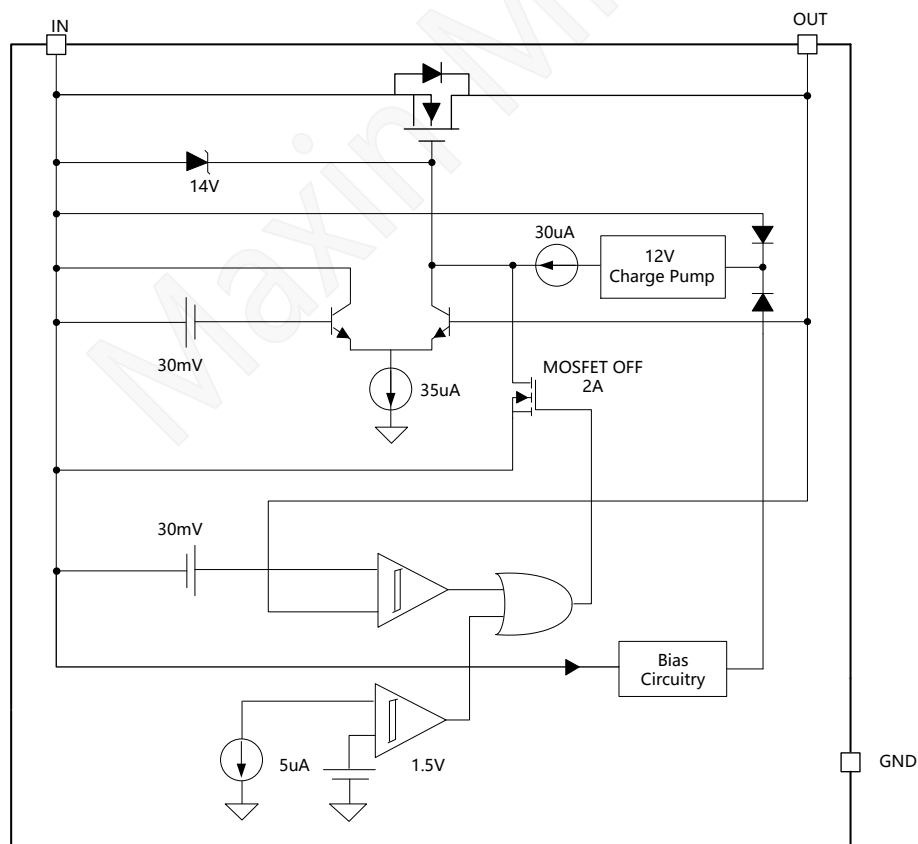 IN
OUT
14V
30uA
12V
Charge Pump
30mV
35uA
MOSFET OFF
2A
30mV
Bias
Circuitry
5uA
1.5V
GND
Maxin M